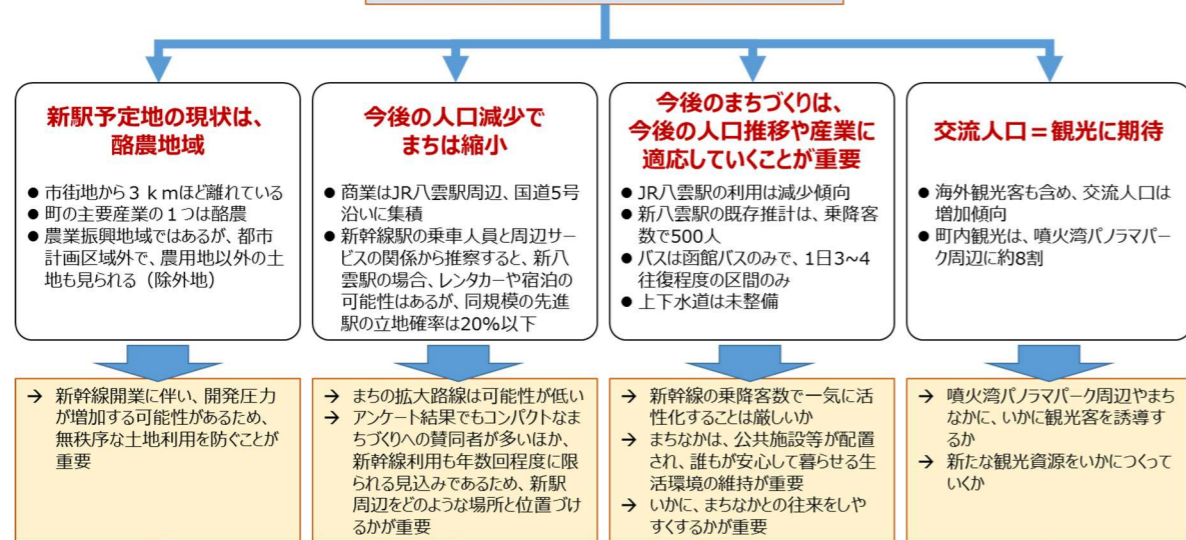 新駅予定地の現状は、
酪農地域
● 市街地から３ｋｍほど離れている
● 町の主要産業の１つは酪農
● 農業振興地域ではあるが、都市
計画区域外で、農用地以外の土
地も見られる（除外地）
今後の人口減少で
まちは縮小
● 商業はJR八雲駅周辺、国道5号
沿いに集積
● 新幹線駅の乗車人員と周辺サー
ビスの関係から推察すると、新八
雲駅の場合、レンタカーや宿泊の
可能性はあるが、同規模の先進
駅の立地確率は20%以下
今後のまちづくりは、
今後の人口推移や産業に
適応していくことが重要
● JR八雲駅の利用は減少傾向
● 新八雲駅の既存推計は、乗降客
数で500人
● バスは函館バスのみで、1日3~4
往復程度の区間のみ
● 上下水道は未整備
交流人口＝観光に期待
● 海外観光客も含め、交流人口は
増加傾向
● 町内観光は、噴火湾パノラマパー
ク周辺に約8割
→ 新幹線開業に伴い、開発圧力
が増加する可能性があるため、
無秩序な土地利用を防ぐことが
重要
→ まちの拡大路線は可能性が低い
→ アンケート結果でもコンパクトなま
ちづくりへの賛同者が多いほか、
新幹線利用も年数回程度に限
られる見込みであるため、新駅
周辺をどのような場所と位置づけ
るかが重要
→ 新幹線の乗降客数で一気に活
性化することは厳しいか
→ まちなかは、公共施設等が配置
され、誰もが安心して暮らせる生
活環境の維持が重要
→ いかに、まちなかとの往来をしや
すくするかが重要
→ 噴火湾パノラマパーク周辺やまち
なかに、いかに観光客を誘導す
るか
→ 新たな観光資源をいかにつくって
いくか